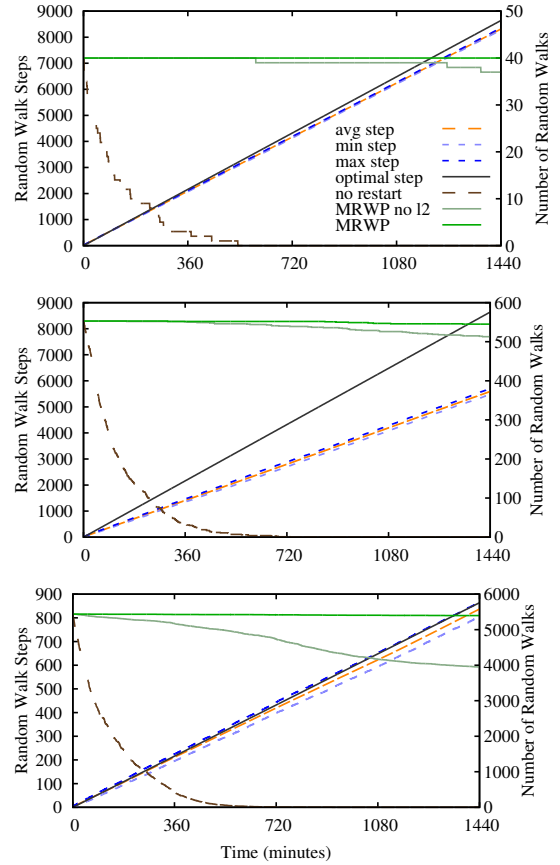 9000
8000
7000
6000
5000
4000
3000
2000
1000
0
Random Walk Steps
avg step
min step
max step
optimal step
no restart
MRWP no l2
MRWP
50
40
30
20
10
0
Number of Random Walks
0 360 720 1080 1440
9000
8000
7000
6000
5000
4000
3000
2000
1000
0
Random Walk Steps
600
500
400
300
200
100
0
Number of Random Walks
0 360 720 1080 1440
900
800
700
600
500
400
300
200
100
0
Random Walk Steps
6000
5000
4000
3000
2000
1000
0
Number of Random Walks
0 360 720 1080 1440
Time (minutes)